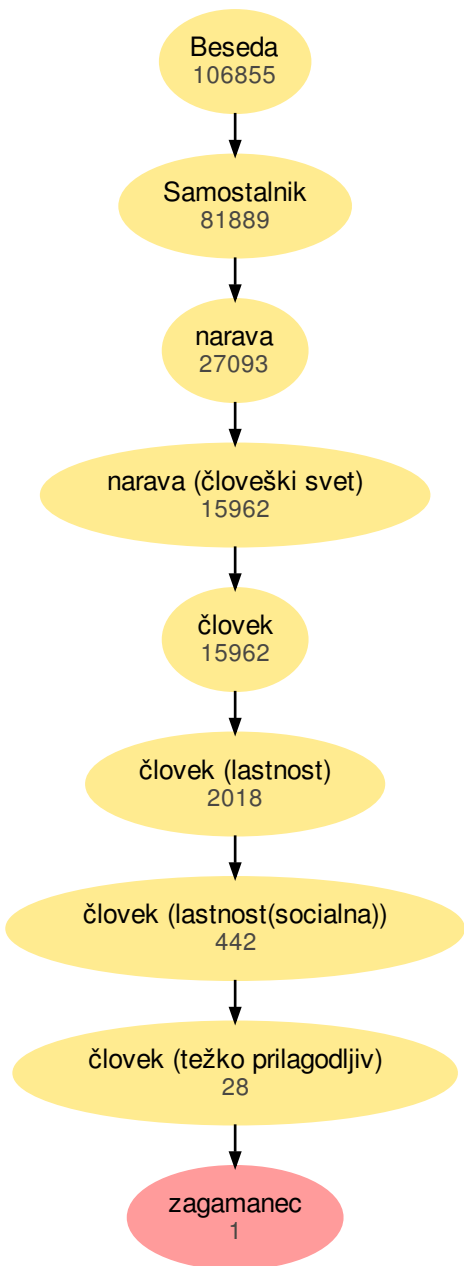 Beseda
106855
Samostalnik
81889
narava
27093
narava (človeški svet)
15962
človek
15962
človek (lastnost)
2018
človek (lastnost(socialna))
442
človek (težko prilagodljiv)
28
zagamanec
1